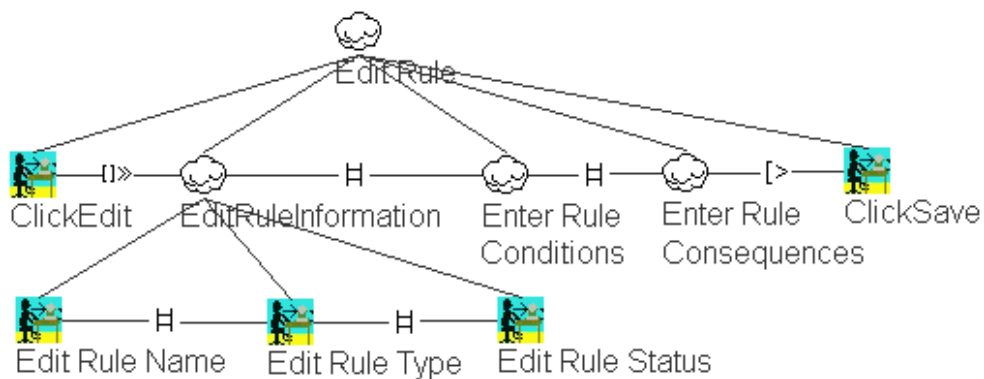 Edit Rule
[]»
H
H
[>
ClickEdit
EditRuleInformation
Enter Rule
Conditions
Enter Rule
Consequences
ClickSave
H
H
Edit Rule Name
Edit Rule Type
Edit Rule Status